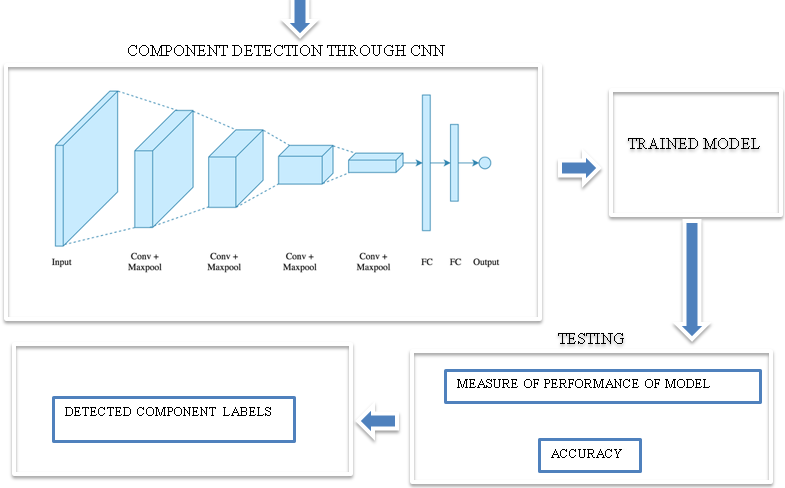 COMPONENT DETECTION THROUGH CNN
Input
Conv +
Maxpool
Conv +
Maxpool
Conv +
Maxpool
Conv +
Maxpool
FC
FC
Output
TRAINED MODEL
TESTING
MEASURE OF PERFORMANCE OF MODEL
ACCURACY
DETECTED COMPONENT LABELS